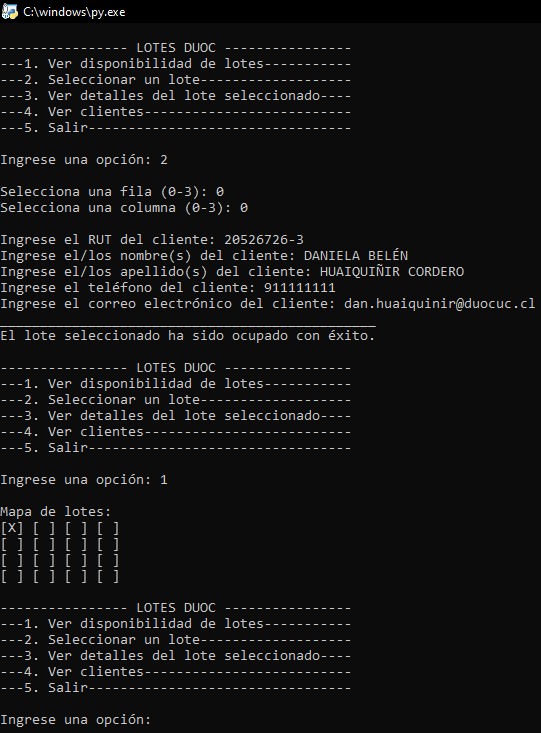 C:\windows\py.exe
---------------- LOTES DUOC ----------------
---1. Ver disponibilidad de lotes-----------
---2. Seleccionar un lote-------------------
---3. Ver detalles del lote seleccionado----
---4. Ver clientes--------------------------
---5. Salir---------------------------------
Ingrese una opción: 2
Selecciona una fila (0-3): 0
Selecciona una columna (0-3): 0
Ingrese el RUT del cliente: 20526726-3
Ingrese el/los nombre(s) del cliente: DANIELA BELÉN
Ingrese el/los apellido(s) del cliente: HUAIQUIÑIR CORDERO
Ingrese el teléfono del cliente: 911111111
Ingrese el correo electrónico del cliente: dan.huaiquinir@duocuc.cl
_______________________________________________
El lote seleccionado ha sido ocupado con éxito.
---------------- LOTES DUOC ----------------
---1. Ver disponibilidad de lotes-----------
---2. Seleccionar un lote-------------------
---3. Ver detalles del lote seleccionado----
---4. Ver clientes--------------------------
---5. Salir---------------------------------
Ingrese una opción: 1
Mapa de lotes:
[X] [ ] [ ] [ ]
[ ] [ ] [ ] [ ]
[ ] [ ] [ ] [ ]
[ ] [ ] [ ] [ ]
---------------- LOTES DUOC ----------------
---1. Ver disponibilidad de lotes-----------
---2. Seleccionar un lote-------------------
---3. Ver detalles del lote seleccionado----
---4. Ver clientes--------------------------
---5. Salir---------------------------------
Ingrese una opción: